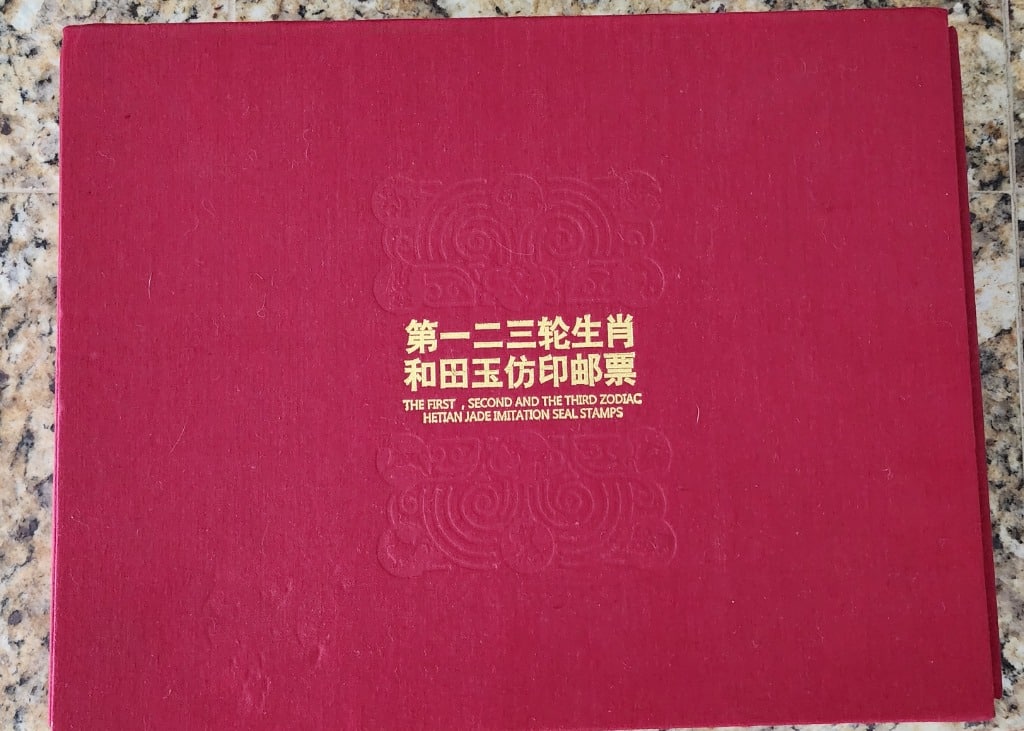 第一二三轮生肖
和田玉仿印邮票
THE FIRST , SECOND AND THE THIRD ZODIAC
HETIAN JADE IMITATION SEAL STAMPS